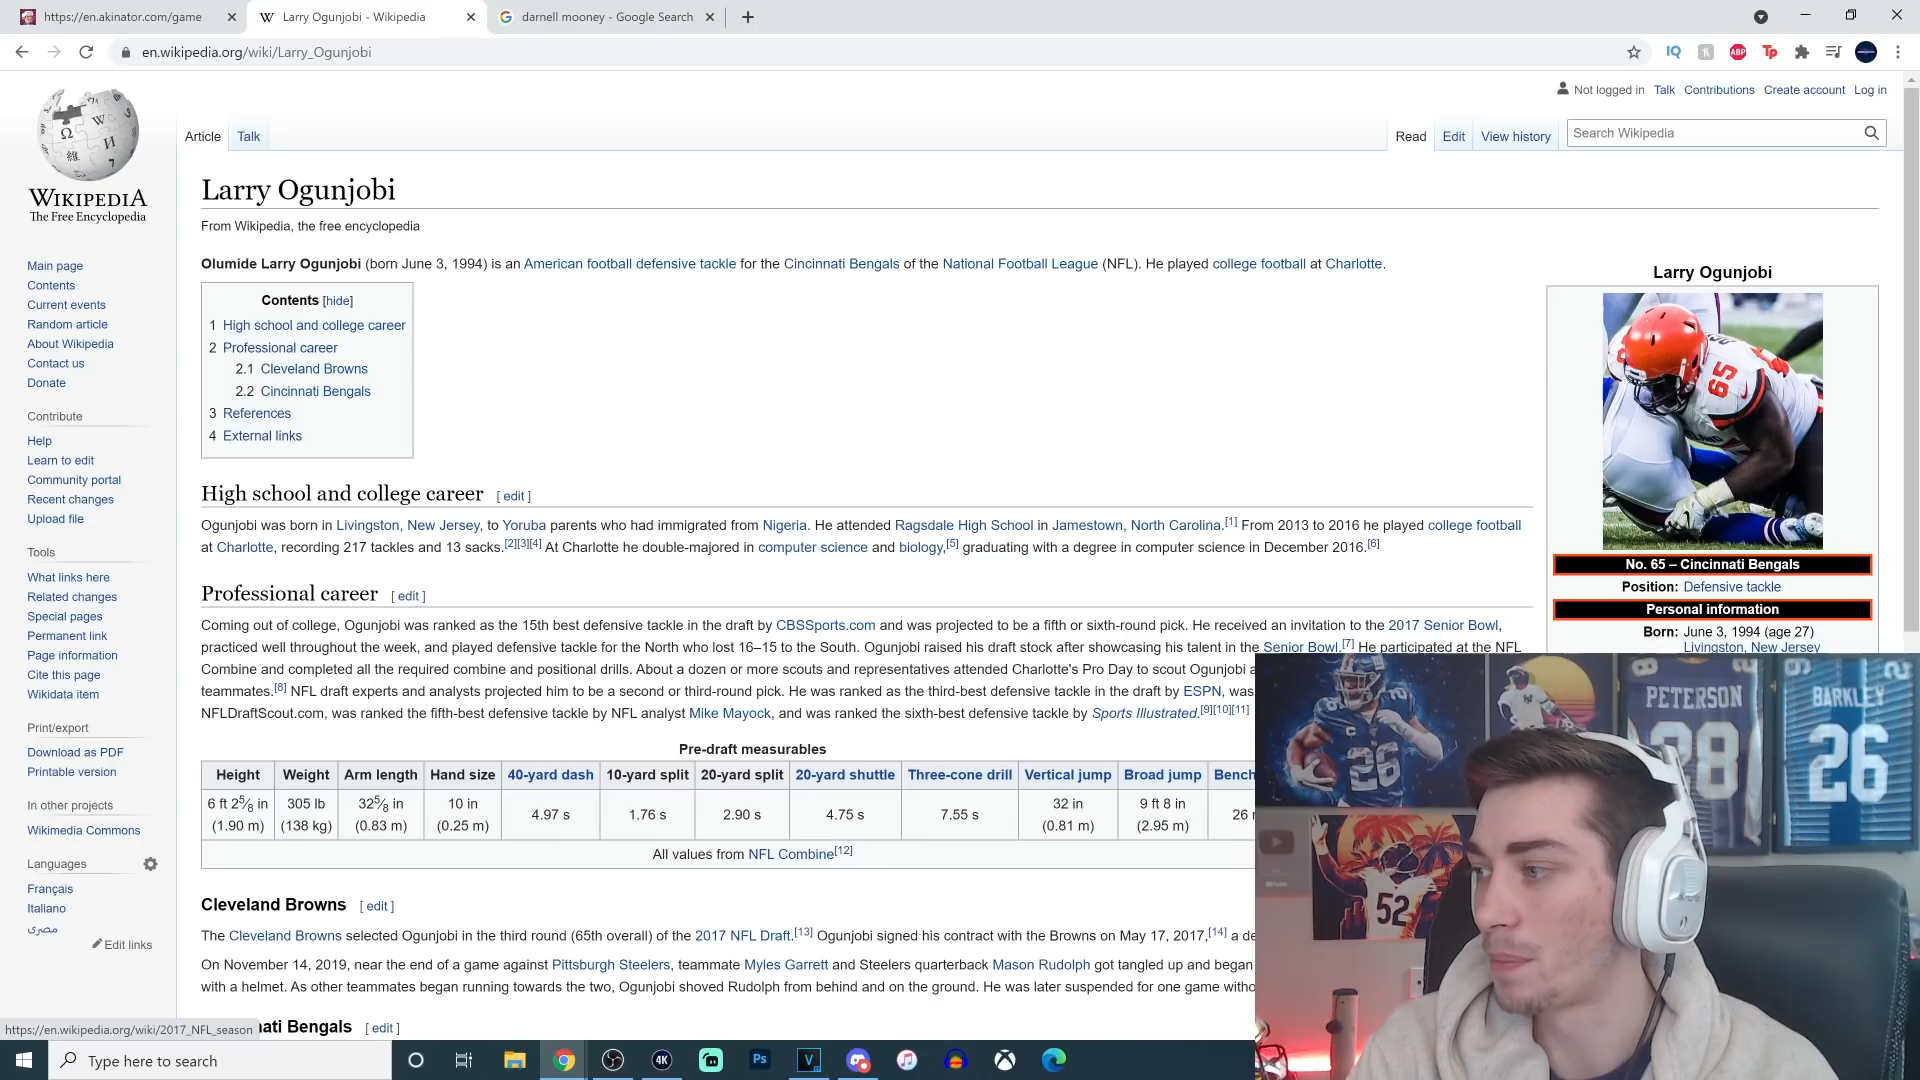 https://en.akinator.com/game
Larry Ogunjobi - Wikipedia
darnell mooney - Google Search
en.wikipedia.org/wiki/Larry_Ogunjobi
IQ
ABP
Tp
Not logged in Talk Contributions Create account Log in
Article Talk
Read Edit View history
Search Wikipedia
WIKIPEDIA
The Free Encyclopedia
Main page
Contents
Current events
Random article
About Wikipedia
Contact us
Donate
Contribute
Help
Learn to edit
Community portal
Recent changes
Upload file
Tools
What links here
Related changes
Special pages
Permanent link
Page information
Cite this page
Wikidata item
Print/export
Download as PDF
Printable version
In other projects
Wikimedia Commons
Languages
Français
Italiano
مصرى
Edit links
Larry Ogunjobi
From Wikipedia, the free encyclopedia
Olumide Larry Ogunjobi (born June 3, 1994) is an American football defensive tackle for the Cincinnati Bengals of the National Football League (NFL). He played college football at Charlotte.
Contents [hide]
1 High school and college career
2 Professional career
2.1 Cleveland Browns
2.2 Cincinnati Bengals
3 References
4 External links
High school and college career [ edit ]
Ogunjobi was born in Livingston, New Jersey, to Yoruba parents who had immigrated from Nigeria. He attended Ragsdale High School in Jamestown, North Carolina.[1] From 2013 to 2016 he played college football
at Charlotte, recording 217 tackles and 13 sacks.[2][3][4] At Charlotte he double-majored in computer science and biology,[5] graduating with a degree in computer science in December 2016.[6]
Professional career [ edit ]
Coming out of college, Ogunjobi was ranked as the 15th best defensive tackle in the draft by CBSSports.com and was projected to be a fifth or sixth-round pick. He received an invitation to the 2017 Senior Bowl,
practiced well throughout the week, and played defensive tackle for the North who lost 16–15 to the South. Ogunjobi raised his draft stock after showcasing his talent in the Senior Bowl.[7] He participated at the NFL
Combine and completed all the required combine and positional drills. About a dozen or more scouts and representatives attended Charlotte's Pro Day to scout Ogunjobi a
teammates.[8] NFL draft experts and analysts projected him to be a second or third-round pick. He was ranked as the third-best defensive tackle in the draft by ESPN, was
NFLDraftScout.com, was ranked the fifth-best defensive tackle by NFL analyst Mike Mayock, and was ranked the sixth-best defensive tackle by Sports Illustrated.[9][10][11]
Pre-draft measurables
Height Weight Arm length Hand size 40-yard dash 10-yard split 20-yard split 20-yard shuttle Three-cone drill Vertical jump Broad jump Bench
6 ft 2 5⁄8 in 305 lb 32 5⁄8 in 10 in 4.97 s 1.76 s 2.90 s 4.75 s 7.55 s 32 in 9 ft 8 in 26 r
(1.90 m) (138 kg) (0.83 m) (0.25 m) (0.81 m) (2.95 m)
All values from NFL Combine[12]
Cleveland Browns [ edit ]
The Cleveland Browns selected Ogunjobi in the third round (65th overall) of the 2017 NFL Draft.[13] Ogunjobi signed his contract with the Browns on May 17, 2017,[14] a de
On November 14, 2019, near the end of a game against Pittsburgh Steelers, teammate Myles Garrett and Steelers quarterback Mason Rudolph got tangled up and began
with a helmet. As other teammates began running towards the two, Ogunjobi shoved Rudolph from behind and on the ground. He was later suspended for one game witho
nati Bengals [ edit ]
Larry Ogunjobi
65
No. 65 – Cincinnati Bengals
Position: Defensive tackle
Personal information
Born: June 3, 1994 (age 27)
Livingston, New Jersey
26
PETERSON
28
BARKLEY
26
52
https://en.wikipedia.org/wiki/2017_NFL_season
Type here to search
4K
Ps
V